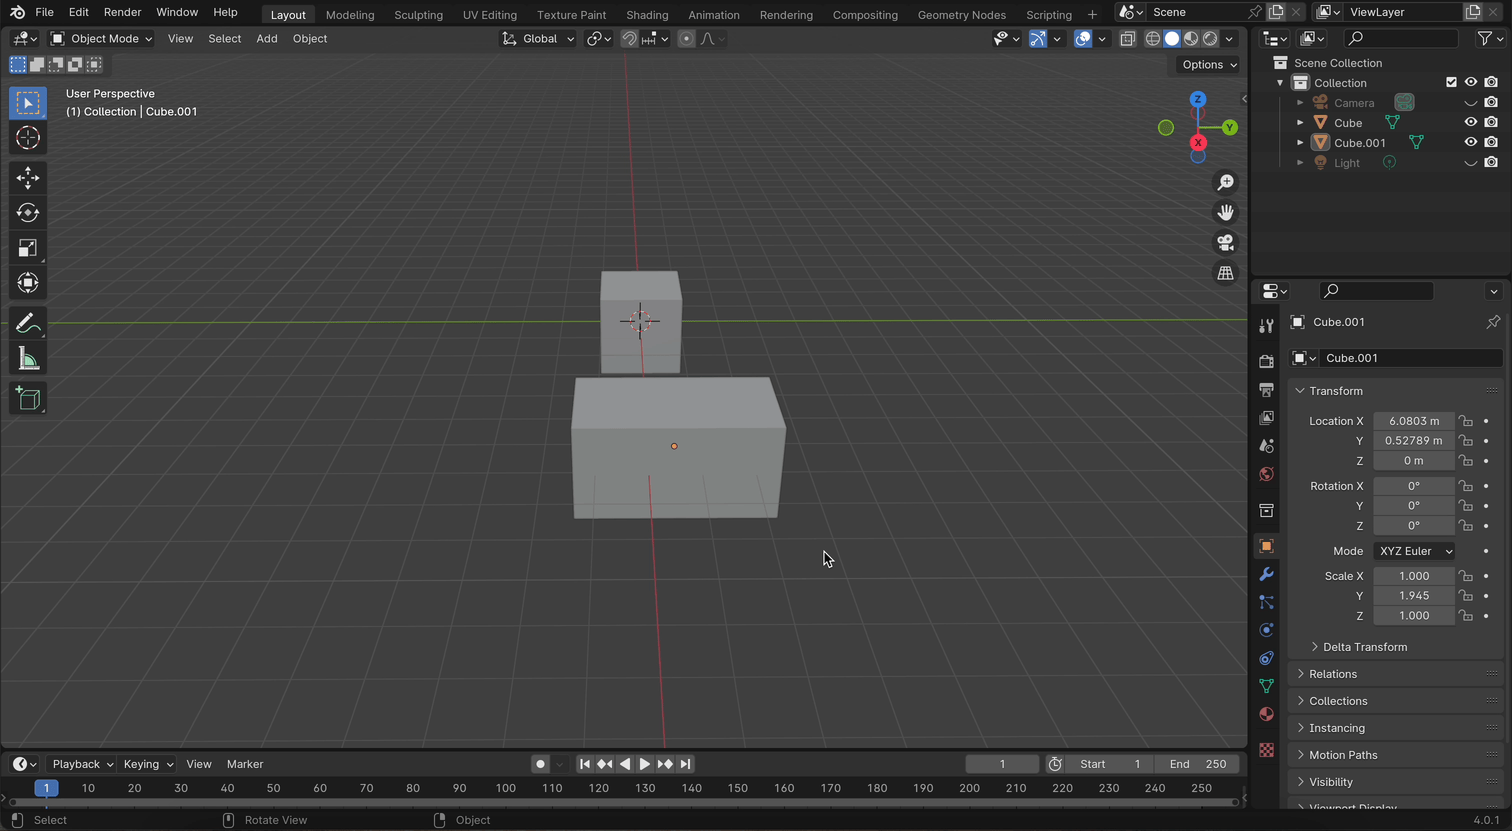 File Edit Render Window Help Layout Modeling Sculpting UV Editing Texture Paint Shading Animation Rendering Compositing Geometry Nodes Scripting + Scene ViewLayer
Object Mode View Select Add Object Global
Options
User Perspective
(1) Collection | Cube.001
Z
Y
X
Scene Collection
Collection
Camera
Cube
Cube.001
Light
Cube.001
Cube.001
Transform
Location X 6.0803 m
Y 0.52789 m
Z 0 m
Rotation X 0°
Y 0°
Z 0°
Mode XYZ Euler
Scale X 1.000
Y 1.945
Z 1.000
Delta Transform
Relations
Collections
Instancing
Motion Paths
Visibility
Viewport Display
Playback Keying View Marker 1 Start 1 End 250
1 10 20 30 40 50 60 70 80 90 100 110 120 130 140 150 160 170 180 190 200 210 220 230 240 250
Select Rotate View Object 4.0.1